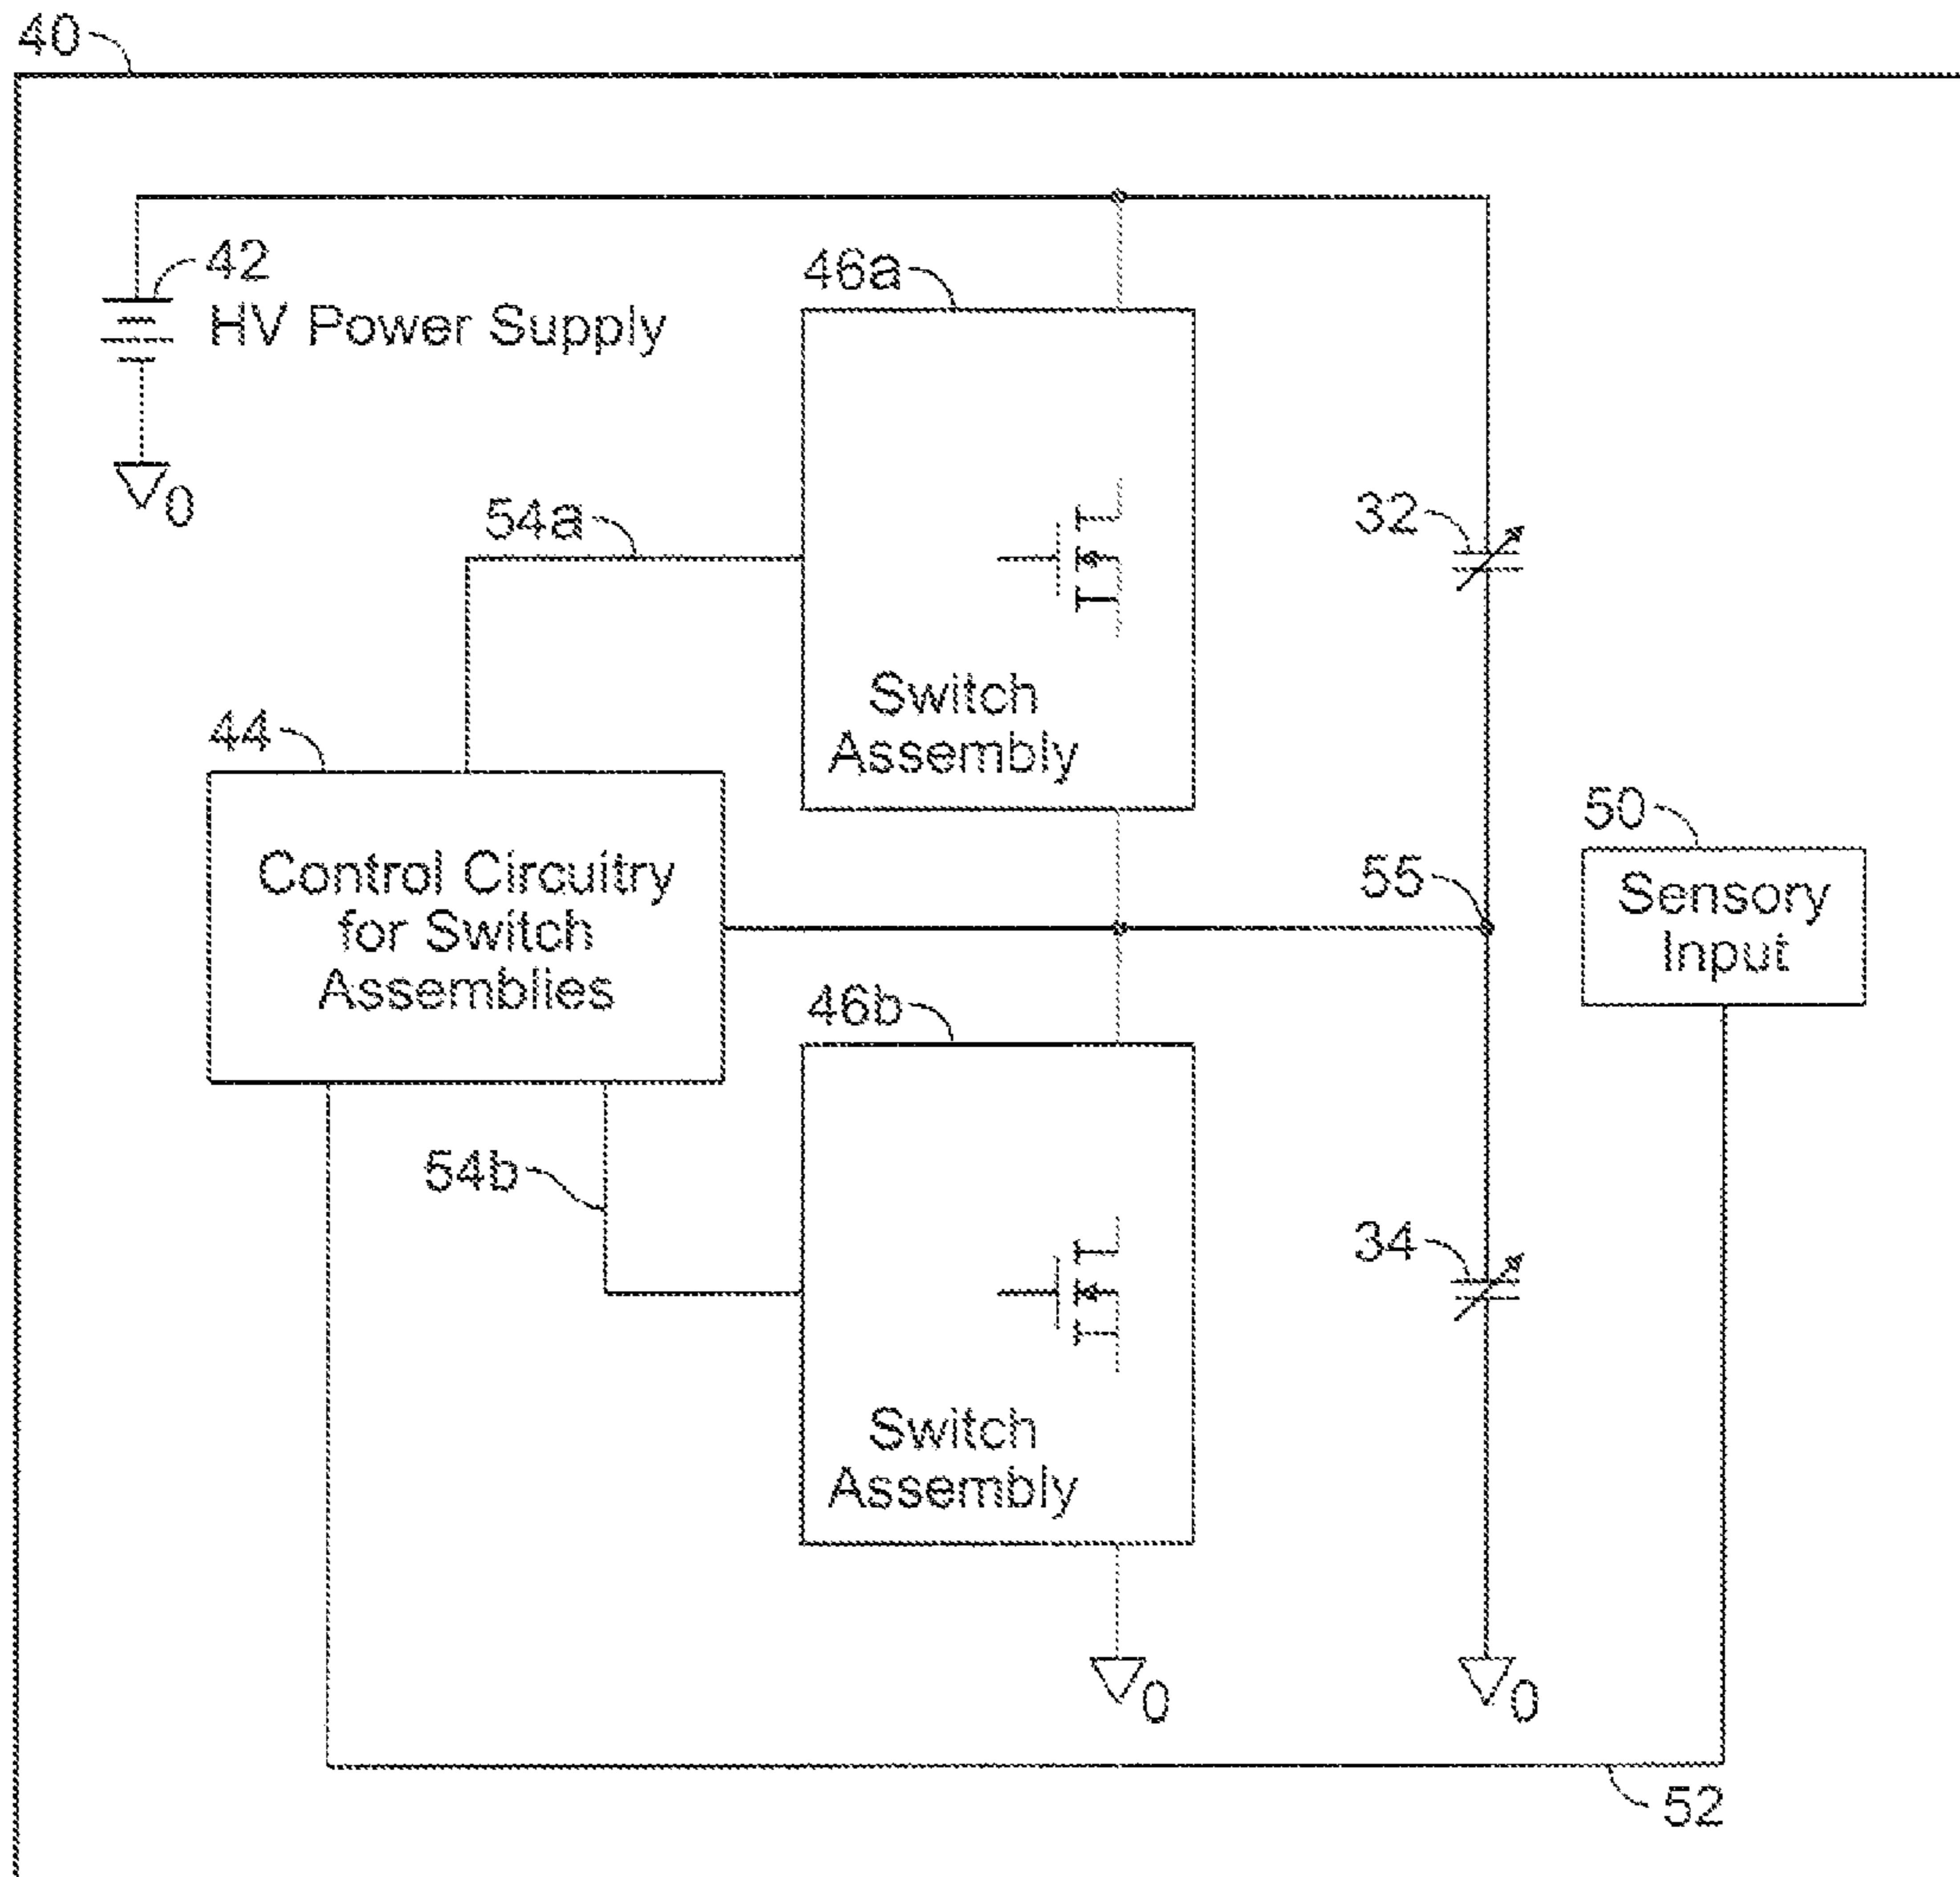 40
42
HV Power Supply
0
46a
54a
32
Switch
Assembly
44
Control Circuitry
for Switch
Assemblies
50
Sensory
Input
55
46b
54b
34
Switch
Assembly
0
0
52